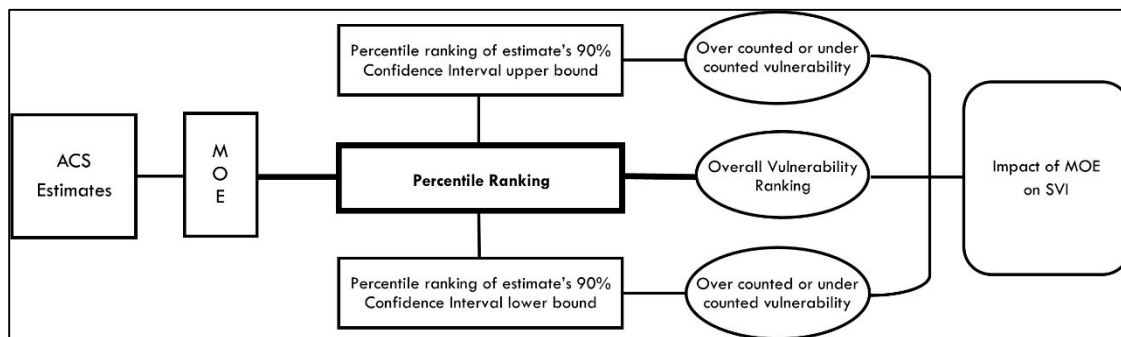 ACS
Estimates
M
O
E
Percentile ranking of estimate's 90%
Confidence Interval upper bound
Over counted or under
counted vulnerability
Percentile Ranking
Overall Vulnerability
Ranking
Percentile ranking of estimate's 90%
Confidence Interval lower bound
Over counted or under
counted vulnerability
Impact of MOE
on SVI